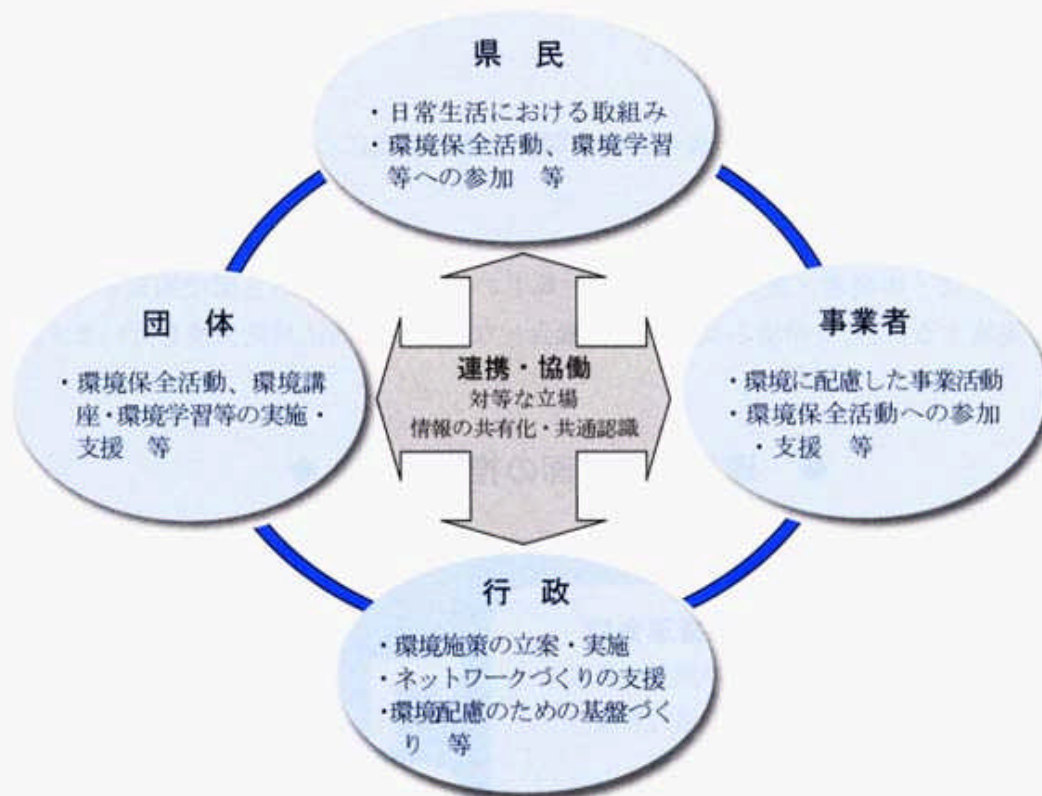 県　民
・日常生活における取組み
・環境保全活動、環境学習
等への参加　等
団　体
・環境保全活動、環境講
座・環境学習等の実施・
支援　等
連携・協働
対等な立場
情報の共有化・共通認識
事業者
・環境に配慮した事業活動
・環境保全活動への参加
・支援　等
行　政
・環境施策の立案・実施
・ネットワークづくりの支援
・環境配慮のための基盤づく
り　等